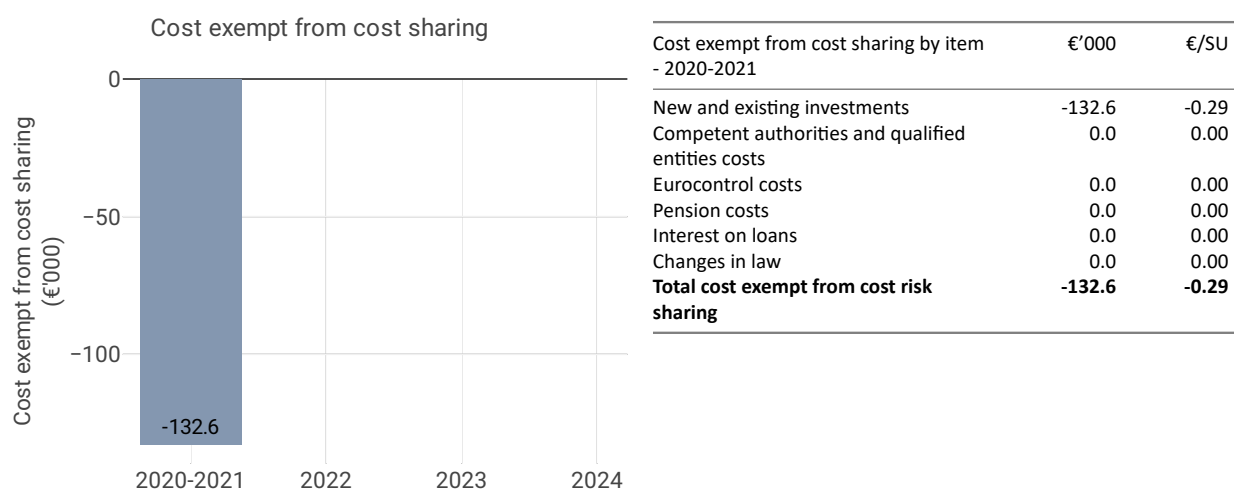 Cost exempt from cost sharing
Cost exempt from cost sharing
(€'000)
0
−50
−100
-132.6
2020-2021 2022 2023 2024
Cost exempt from cost sharing by item €’000 €/SU
- 2020-2021
New and existing investments -132.6 -0.29
Competent authorities and qualified 0.0 0.00
entities costs
Eurocontrol costs 0.0 0.00
Pension costs 0.0 0.00
Interest on loans 0.0 0.00
Changes in law 0.0 0.00
Total cost exempt from cost risk -132.6 -0.29
sharing